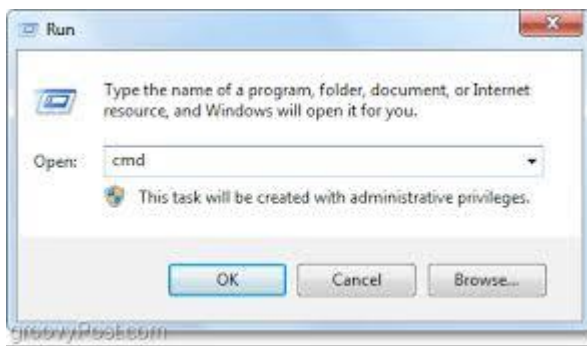 Run
Type the name of a program, folder, document, or Internet
resource, and Windows will open it for you.
Open: cmd
This task will be created with administrative privileges.
OK Cancel Browse...
groovyPost.com